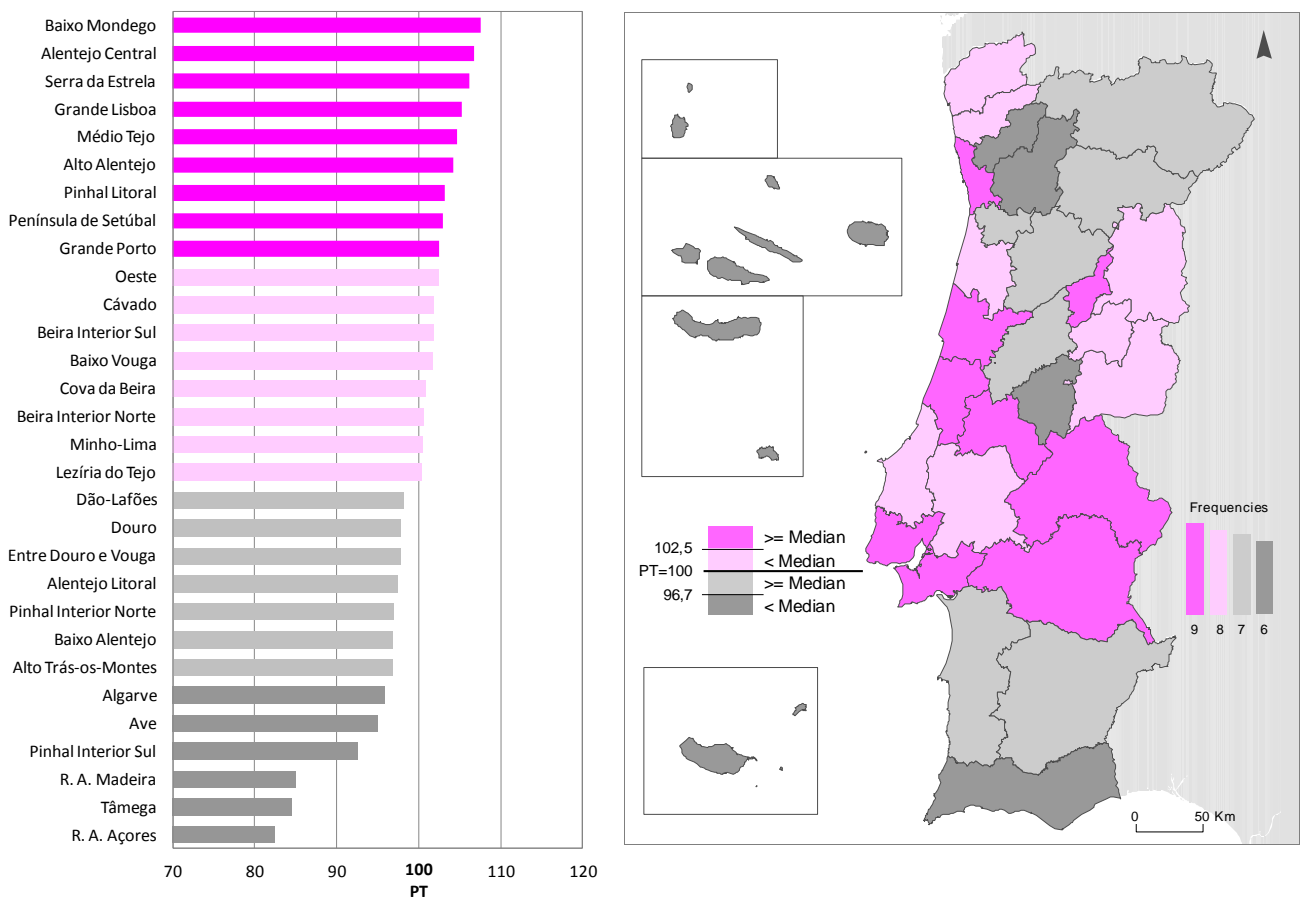 Baixo Mondego
Alentejo Central
Serra da Estrela
Grande Lisboa
Médio Tejo
Alto Alentejo
Pinhal Litoral
Península de Setúbal
Grande Porto
Oeste
Cávado
Beira Interior Sul
Baixo Vouga
Cova da Beira
Beira Interior Norte
Minho-Lima
Lezíria do Tejo
Dão-Lafões
Douro
Entre Douro e Vouga
Alentejo Litoral
Pinhal Interior Norte
Baixo Alentejo
Alto Trás-os-Montes
Algarve
Ave
Pinhal Interior Sul
R. A. Madeira
Tâmega
R. A. Açores
70 80 90 100 110 120
PT
>= Median
102,5
< Median
PT=100
>= Median
96,7
< Median
Frequencies
9 8 7 6
0 50 Km